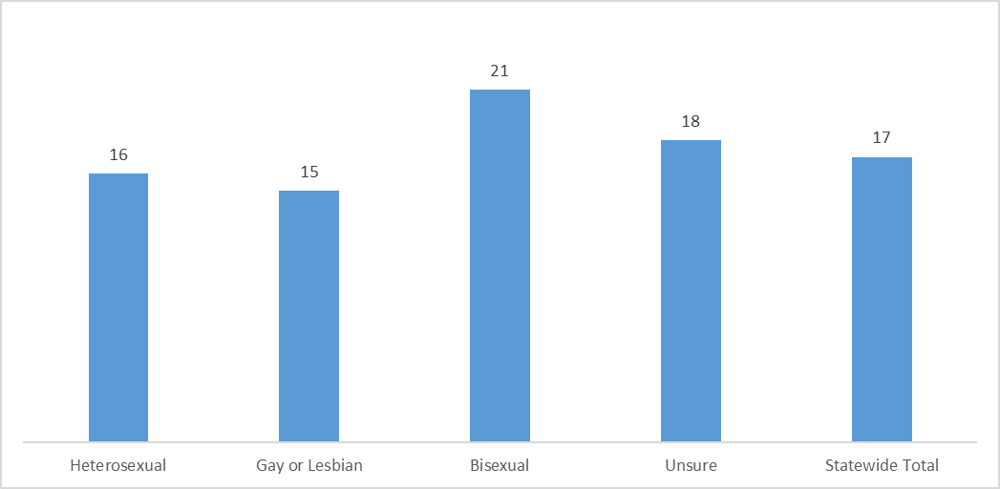 21
18
17
16
15
Heterosexual
Gay or Lesbian
Bisexual
Unsure
Statewide Total